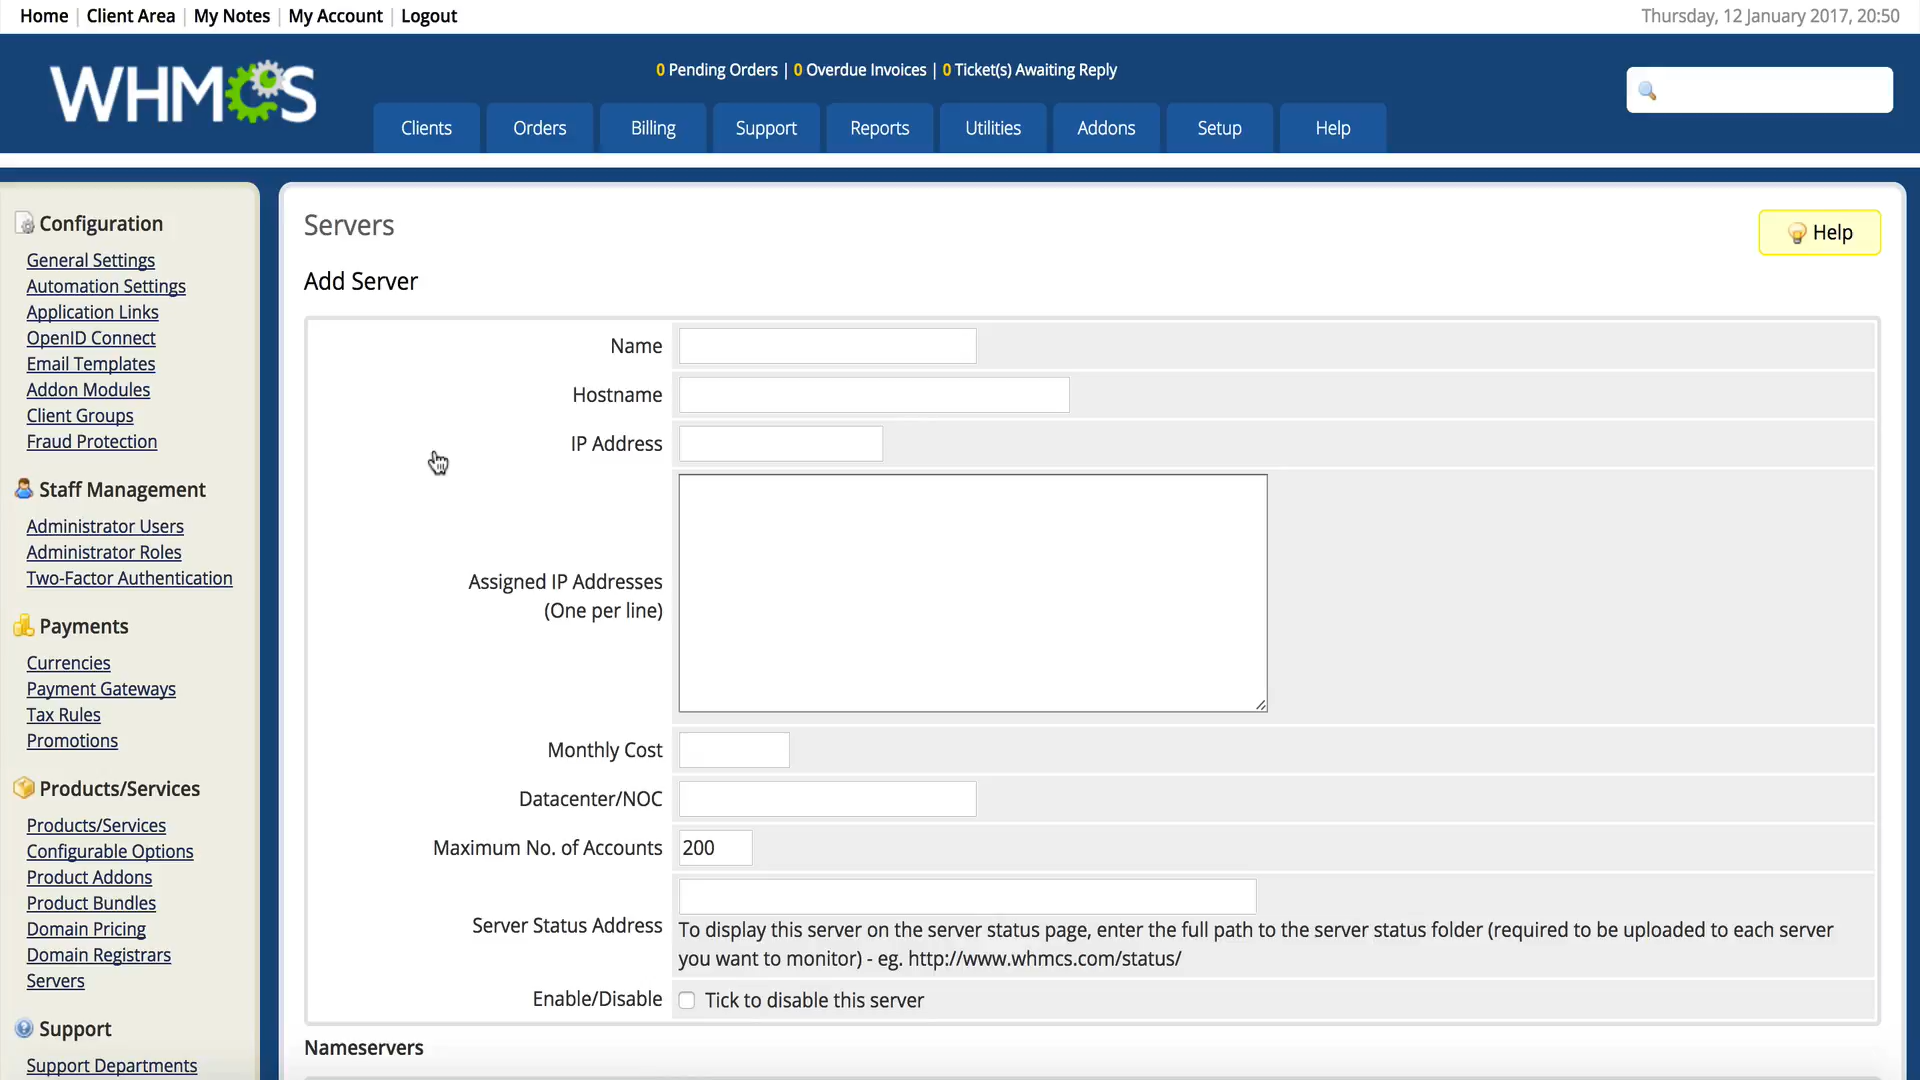 Home | Client Area | My Notes | My Account | Logout
Thursday, 12 January 2017, 20:50
WHMCS
0 Pending Orders | 0 Overdue Invoices | 0 Ticket(s) Awaiting Reply
Clients Orders Billing Support Reports Utilities Addons Setup Help
Configuration
General Settings
Automation Settings
Application Links
OpenID Connect
Email Templates
Addon Modules
Client Groups
Fraud Protection
Staff Management
Administrator Users
Administrator Roles
Two-Factor Authentication
Payments
Currencies
Payment Gateways
Tax Rules
Promotions
Products/Services
Products/Services
Configurable Options
Product Addons
Product Bundles
Domain Pricing
Domain Registrars
Servers
Support
Support Departments
Servers
Help
Add Server
Name
Hostname
IP Address
Assigned IP Addresses
(One per line)
Monthly Cost
Datacenter/NOC
Maximum No. of Accounts 200
Server Status Address
To display this server on the server status page, enter the full path to the server status folder (required to be uploaded to each server
you want to monitor) - eg. http://www.whmcs.com/status/
Enable/Disable Tick to disable this server
Nameservers